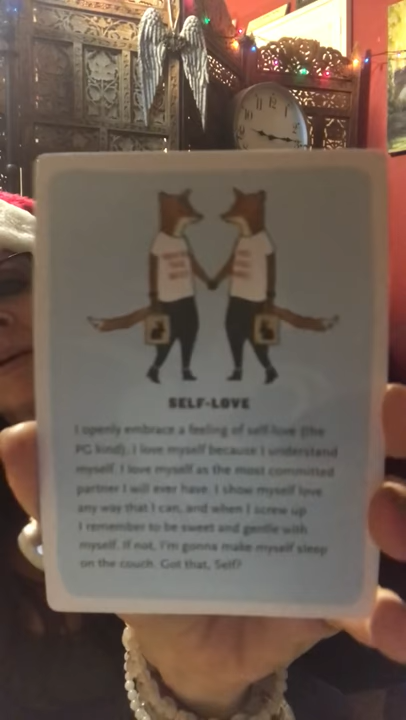 SELF-LOVE
I openly embrace a feeling of self-love (the
PG kind). I love myself because I understand
myself. I love myself as the most committed
partner I will ever have. I show myself love
any way that I can, and when I screw up
I remember to be sweet and gentle with
myself. If not, I'm gonna make myself sleep
on the couch. Got that, Self?